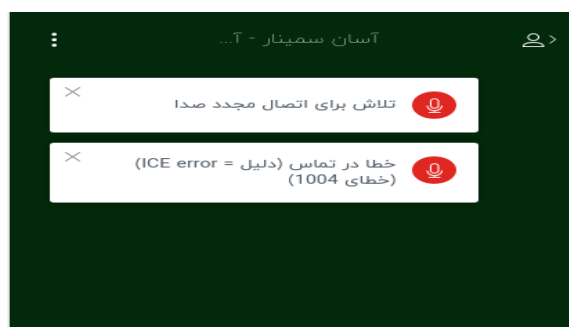 آسان سمینار - آ...
تلاش برای اتصال مجدد صدا
خطا در تماس (دلیل = ICE error)
(خطای 1004)